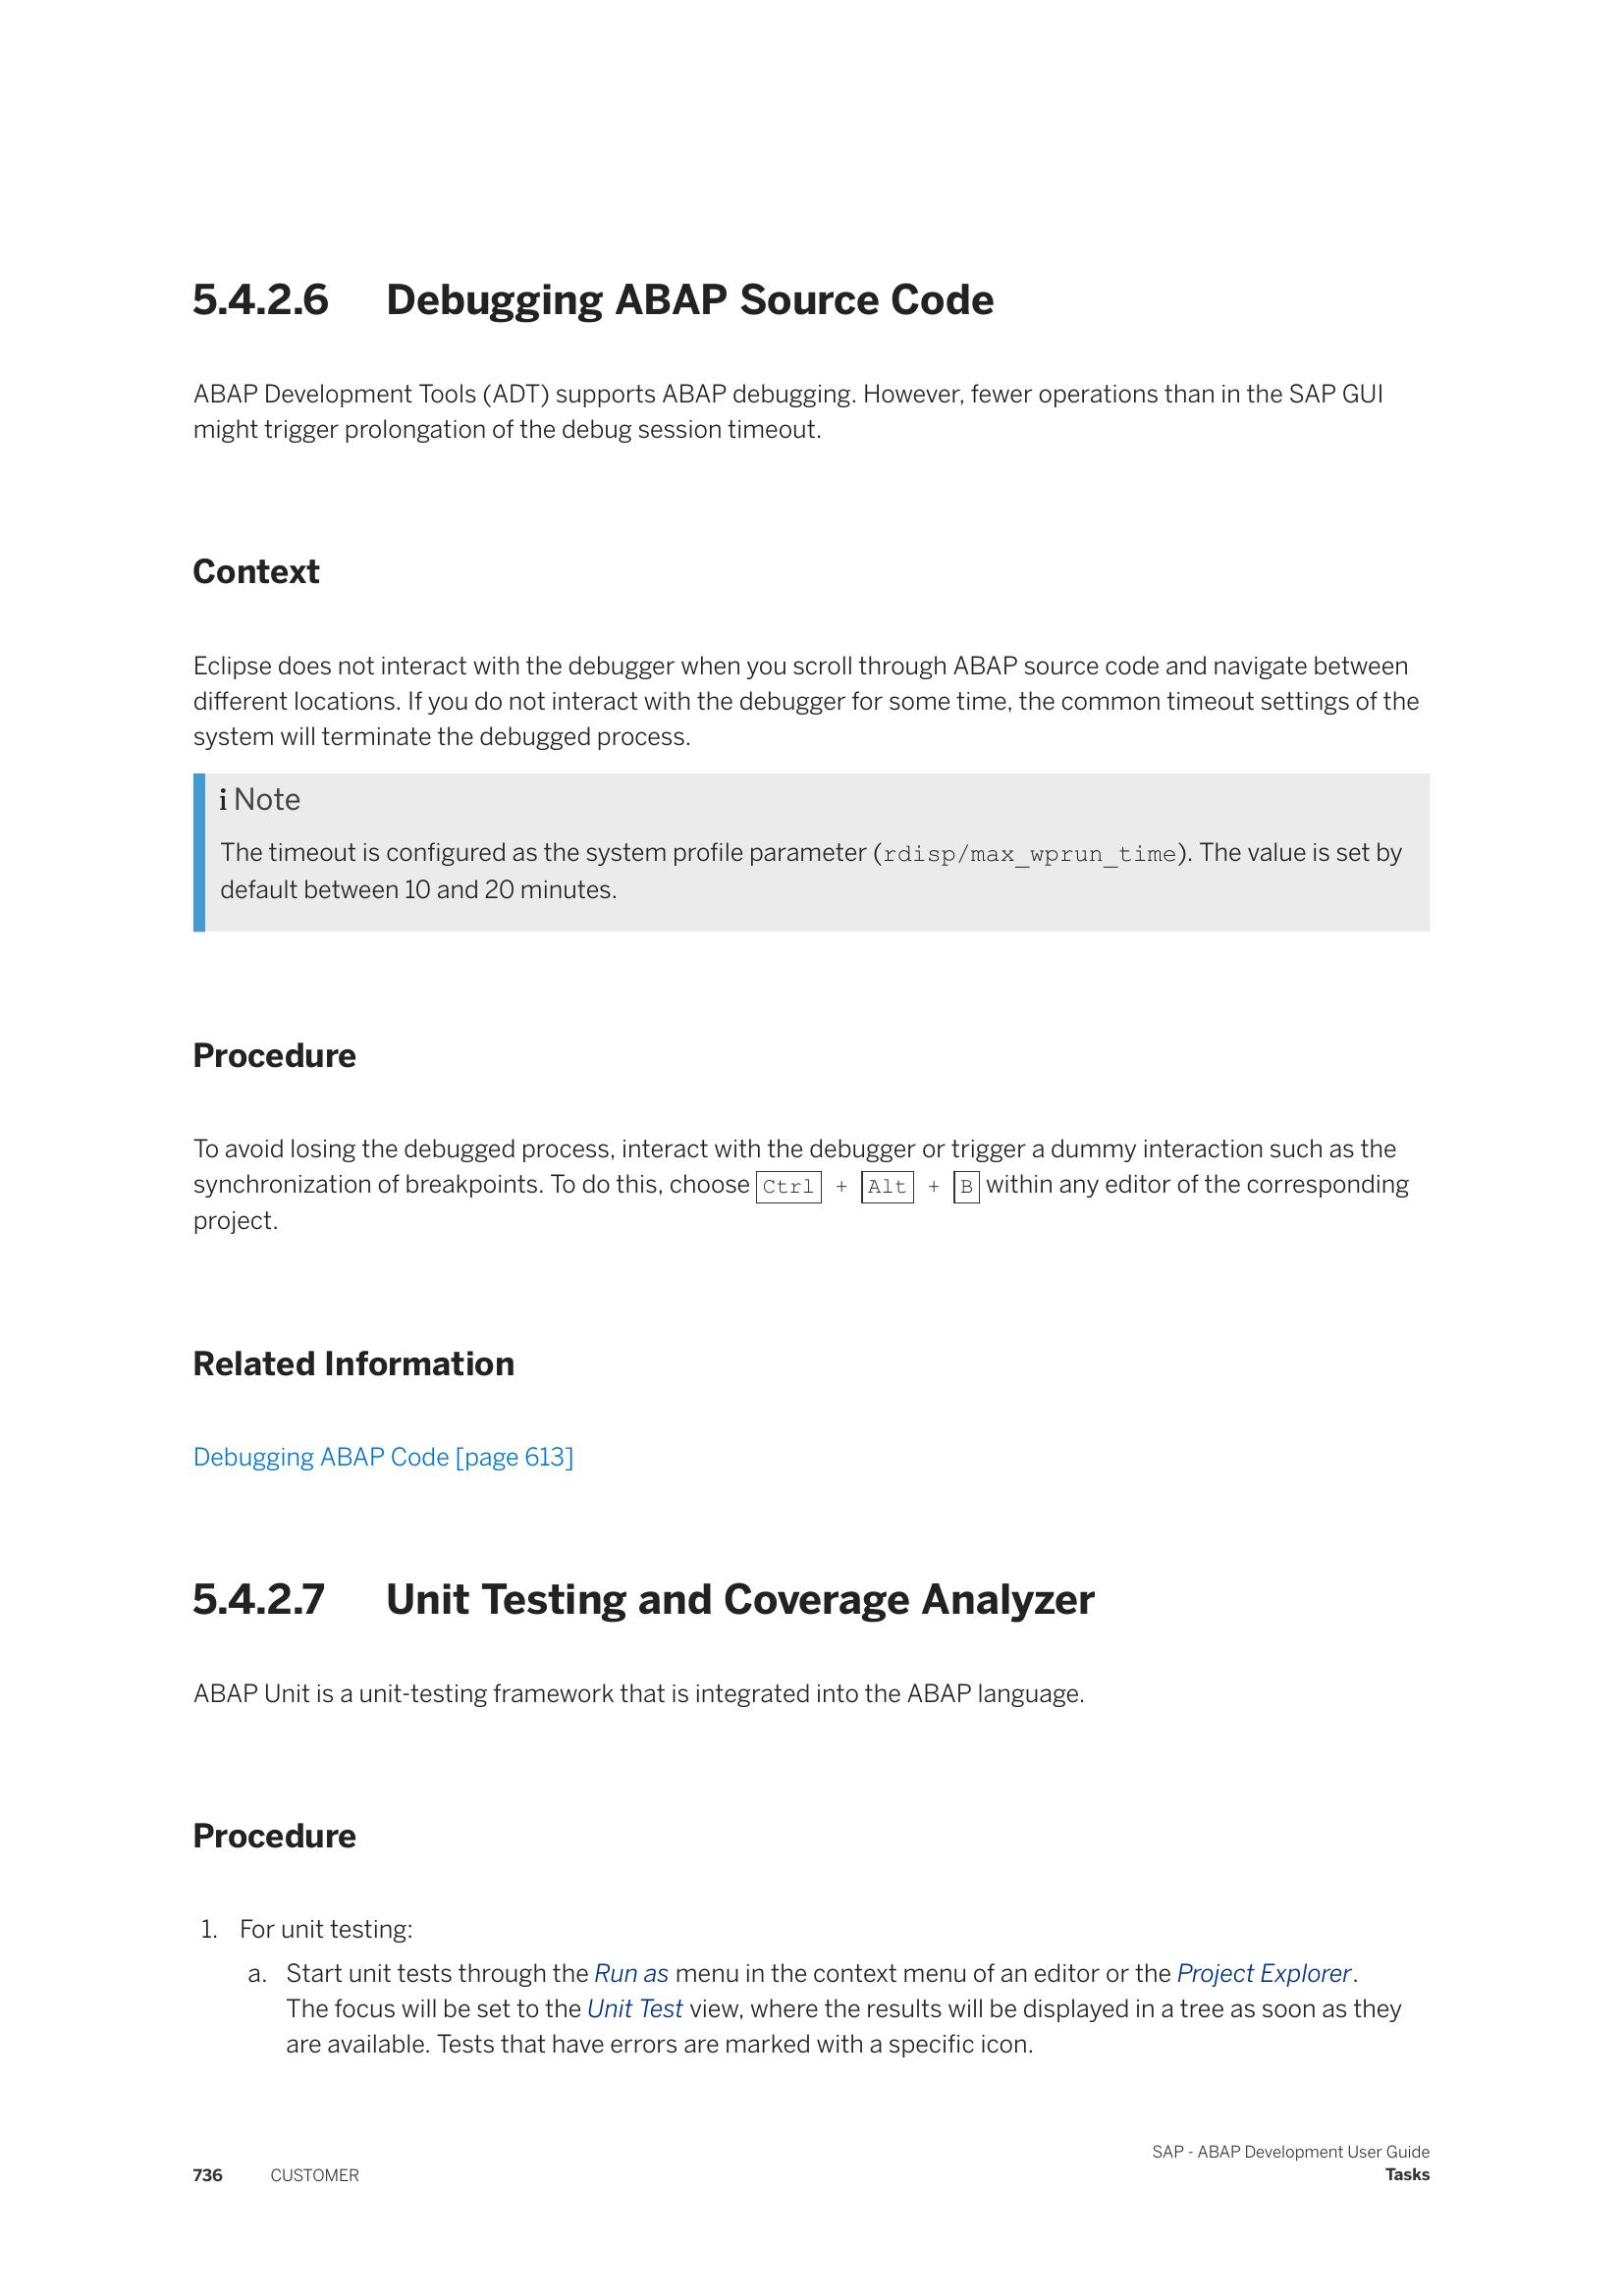 5.4.2.6 Debugging ABAP Source Code
ABAP Development Tools (ADT) supports ABAP debugging. However, fewer operations than in the SAP GUI
might trigger prolongation of the debug session timeout.
Context
Eclipse does not interact with the debugger when you scroll through ABAP source code and navigate between
different locations. If you do not interact with the debugger for some time, the common timeout settings of the
system will terminate the debugged process.
i Note
The timeout is configured as the system profile parameter (rdisp/max_wprun_time). The value is set by
default between 10 and 20 minutes.
Procedure
To avoid losing the debugged process, interact with the debugger or trigger a dummy interaction such as the
synchronization of breakpoints. To do this, choose Ctrl + Alt + B within any editor of the corresponding
project.
Related Information
Debugging ABAP Code [page 613]
5.4.2.7 Unit Testing and Coverage Analyzer
ABAP Unit is a unit-testing framework that is integrated into the ABAP language.
Procedure
1. For unit testing:
a. Start unit tests through the Run as menu in the context menu of an editor or the Project Explorer.
The focus will be set to the Unit Test view, where the results will be displayed in a tree as soon as they
are available. Tests that have errors are marked with a specific icon.
SAP - ABAP Development User Guide
736 CUSTOMER Tasks